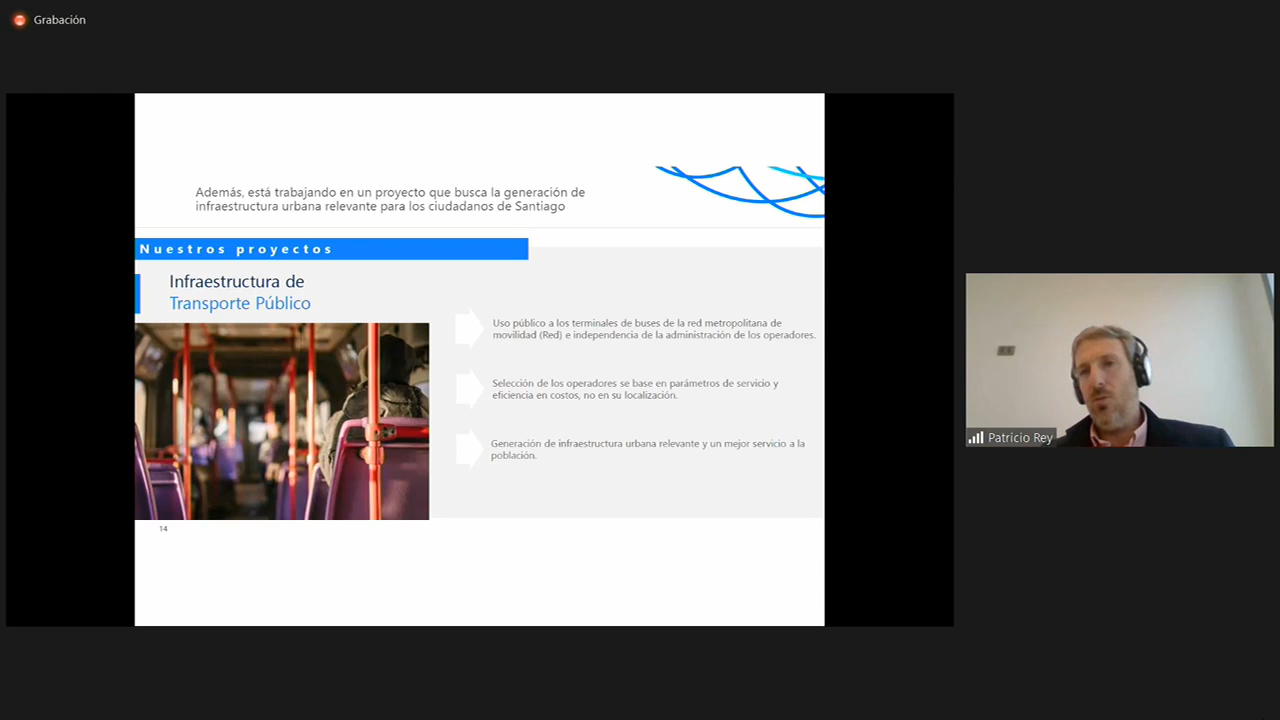 Grabación
Además, está trabajando en un proyecto que busca la generación de
infraestructura urbana relevante para los ciudadanos de Santiago
Nuestros proyectos
Infraestructura de
Transporte Público
Uso público a los terminales de buses de la red metropolitana de
movilidad (Red) e independencia de la administración de los operadores.
Selección de los operadores se base en parámetros de servicio y
eficiencia en costos, no en su localización.
Generación de infraestructura urbana relevante y un mejor servicio a la
población.
14
Patricio Rey